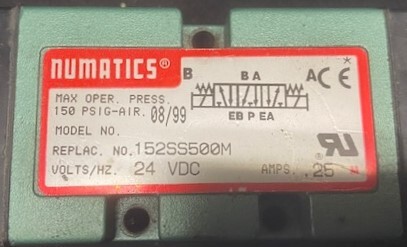 NUMATICS®
B B A A C E *
MAX OPER. PRESS.
150 PSIG-AIR. 08/99
EB P EA
MODEL NO.
REPLAC. NO. 152SS500M
VOLTS/HZ. 24 VDC AMPS. .25